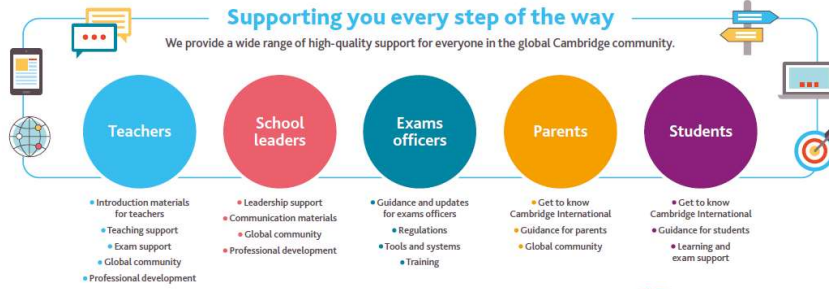 Supporting you every step of the way
We provide a wide range of high-quality support for everyone in the global Cambridge community.
Teachers
• Introduction materials
for teachers
• Teaching support
• Exam support
• Global community
• Professional development
School
leaders
• Leadership support
• Communication materials
• Global community
• Professional development
Exams
officers
• Guidance and updates
for exams officers
• Regulations
• Tools and systems
• Training
Parents
• Get to know
Cambridge International
• Guidance for parents
• Global community
Students
• Get to know
Cambridge International
• Guidance for students
• Learning and
exam support